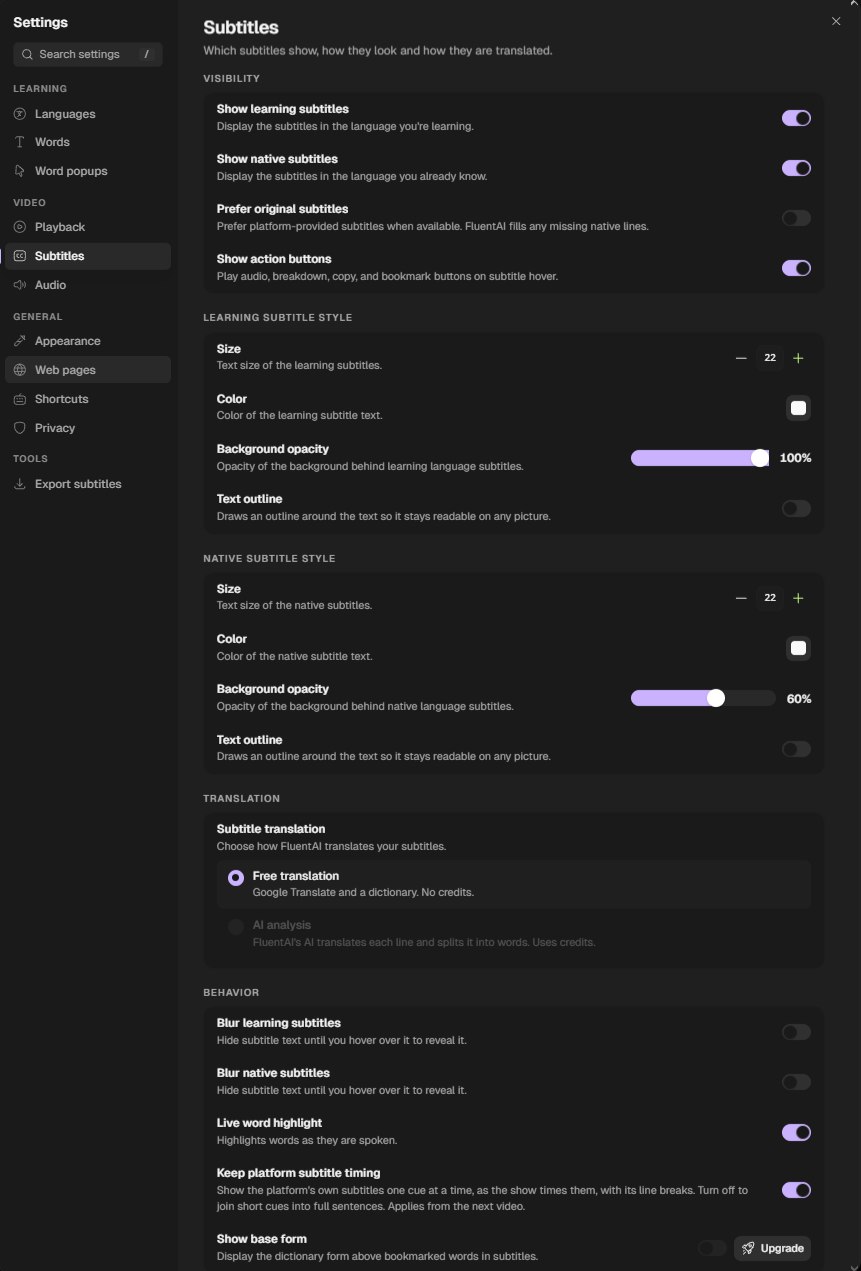 Settings
Search settings /
LEARNING
Languages
Words
Word popups
VIDEO
Playback
CC Subtitles
Audio
GENERAL
Appearance
Web pages
Shortcuts
Privacy
TOOLS
Export subtitles
Subtitles
Which subtitles show, how they look and how they are translated.
VISIBILITY
Show learning subtitles
Display the subtitles in the language you're learning.
Show native subtitles
Display the subtitles in the language you already know.
Prefer original subtitles
Prefer platform-provided subtitles when available. FluentAI fills any missing native lines.
Show action buttons
Play audio, breakdown, copy, and bookmark buttons on subtitle hover.
LEARNING SUBTITLE STYLE
Size
Text size of the learning subtitles.
— 22 +
Color
Color of the learning subtitle text.
Background opacity
Opacity of the background behind learning language subtitles.
100%
Text outline
Draws an outline around the text so it stays readable on any picture.
NATIVE SUBTITLE STYLE
Size
Text size of the native subtitles.
— 22 +
Color
Color of the native subtitle text.
Background opacity
Opacity of the background behind native language subtitles.
60%
Text outline
Draws an outline around the text so it stays readable on any picture.
TRANSLATION
Subtitle translation
Choose how FluentAI translates your subtitles.
Free translation
Google Translate and a dictionary. No credits.
AI analysis
FluentAI's AI translates each line and splits it into words. Uses credits.
BEHAVIOR
Blur learning subtitles
Hide subtitle text until you hover over it to reveal it.
Blur native subtitles
Hide subtitle text until you hover over it to reveal it.
Live word highlight
Highlights words as they are spoken.
Keep platform subtitle timing
Show the platform's own subtitles one cue at a time, as the show times them, with its line breaks. Turn off to
join short cues into full sentences. Applies from the next video.
Show base form
Display the dictionary form above bookmarked words in subtitles.
Upgrade